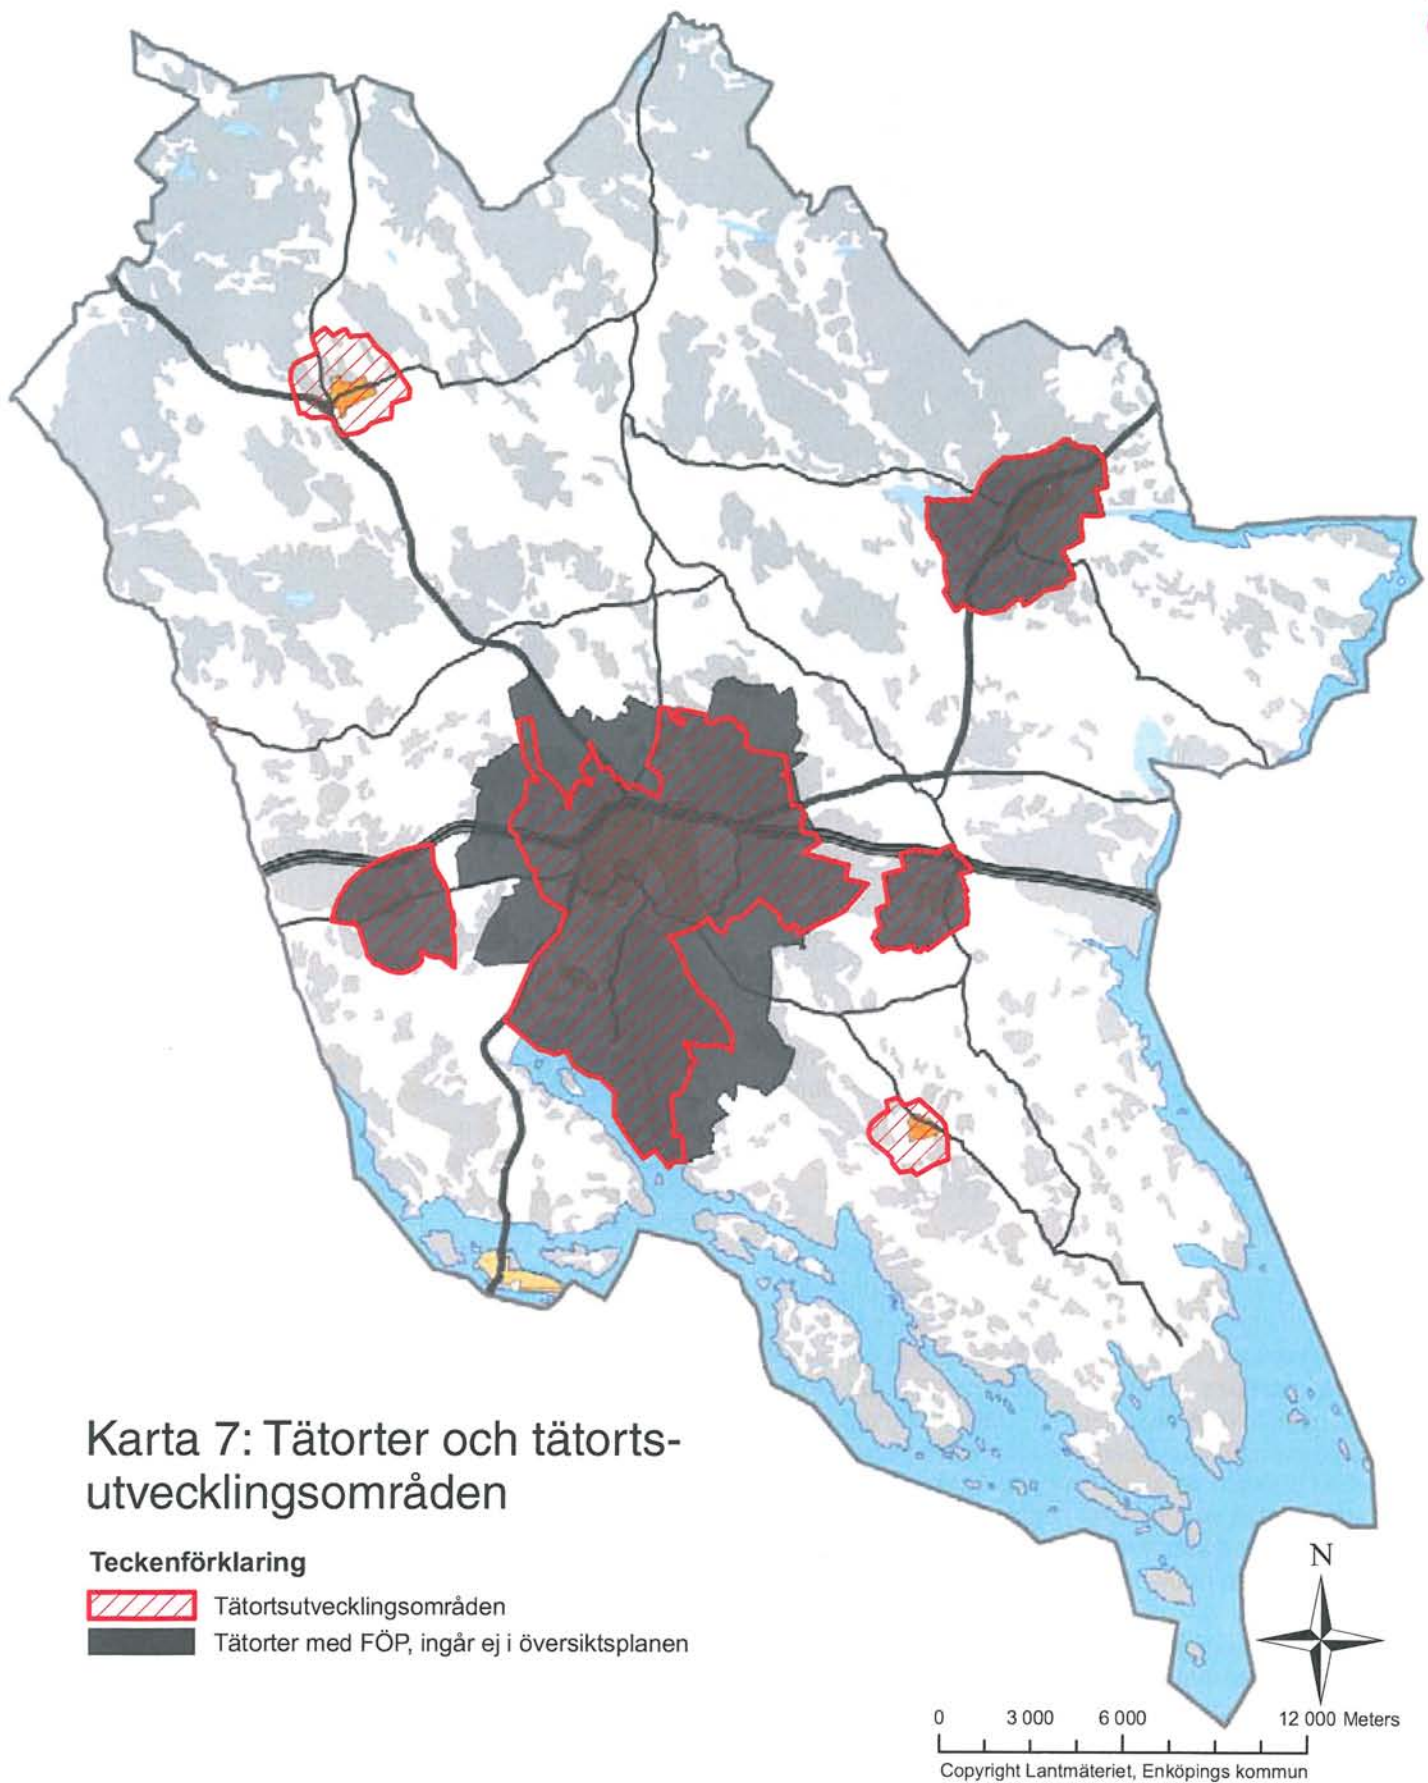 Karta 7: Tätorter och tätorts-
utvecklingsområden
Teckenförklaring
Tätortsutvecklingsområden
Tätorter med FÖP, ingår ej i översiktsplanen
N
0 3 000 6 000 12 000 Meters
Copyright Lantmäteriet, Enköpings kommun